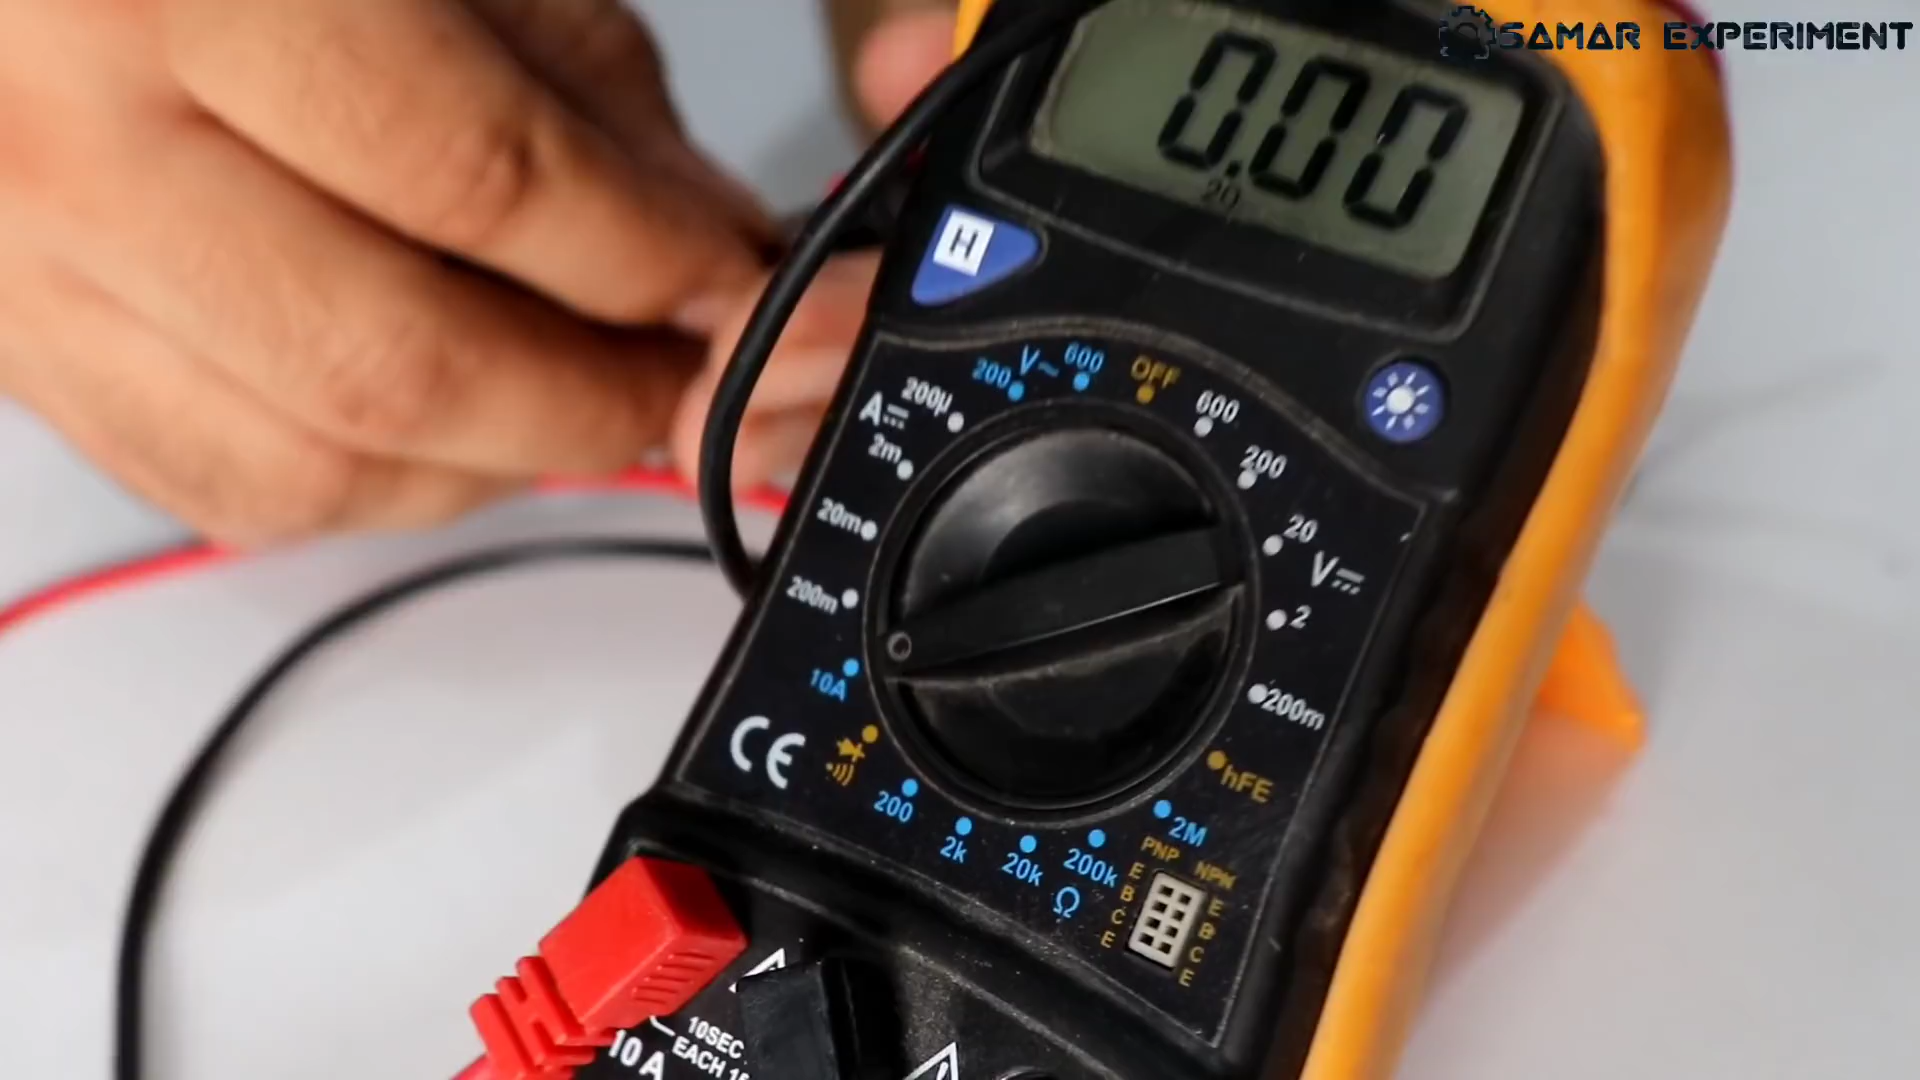 SAMAR EXPERIMENT
0.00
20
H
V~
200
600
OFF
600
200
20
V⎓
2
200m
hFE
A⎓
200µ
2m
20m
200m
10A
CE
200
2k
20k
200k
2M
Ω
PNP
NPN
E
B
C
E
E
B
C
E
10SEC
EACH 15
10A